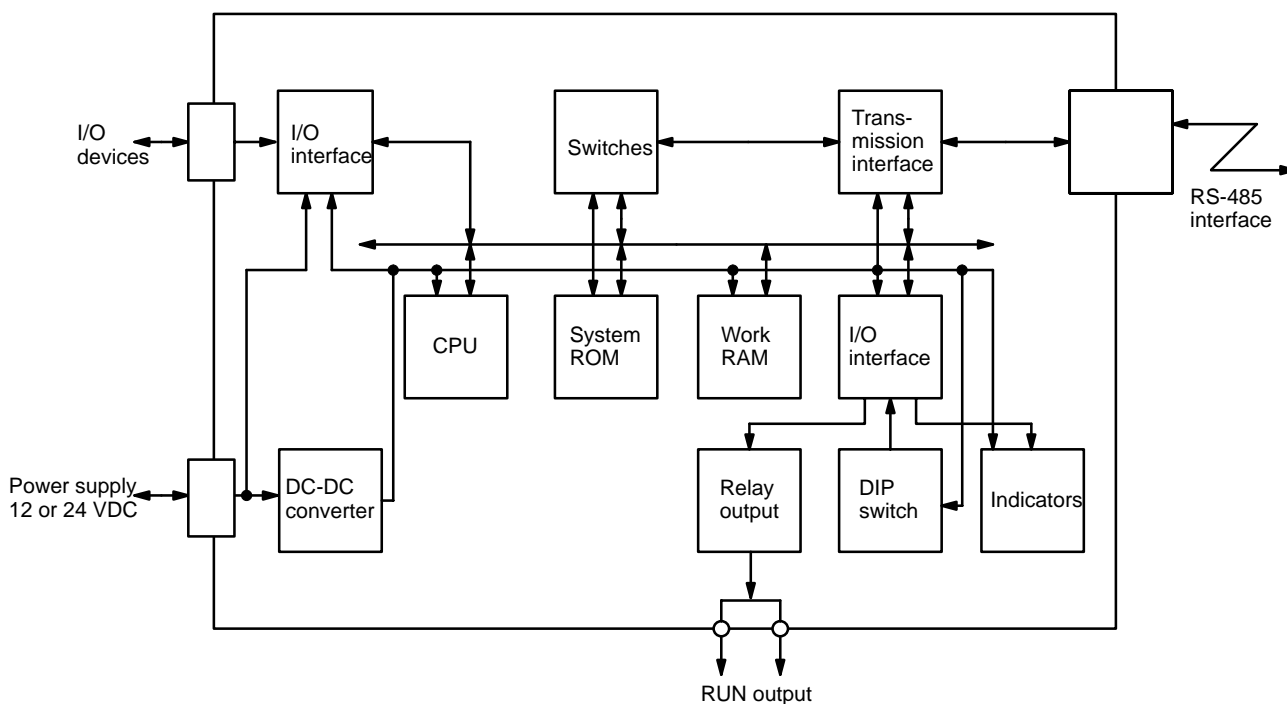 I/O
devices
I/O
interface
Switches
Trans-
mission
interface
RS-485
interface
CPU
System
ROM
Work
RAM
I/O
interface
Power supply
12 or 24 VDC
DC-DC
converter
Relay
output
DIP
switch
Indicators
RUN output